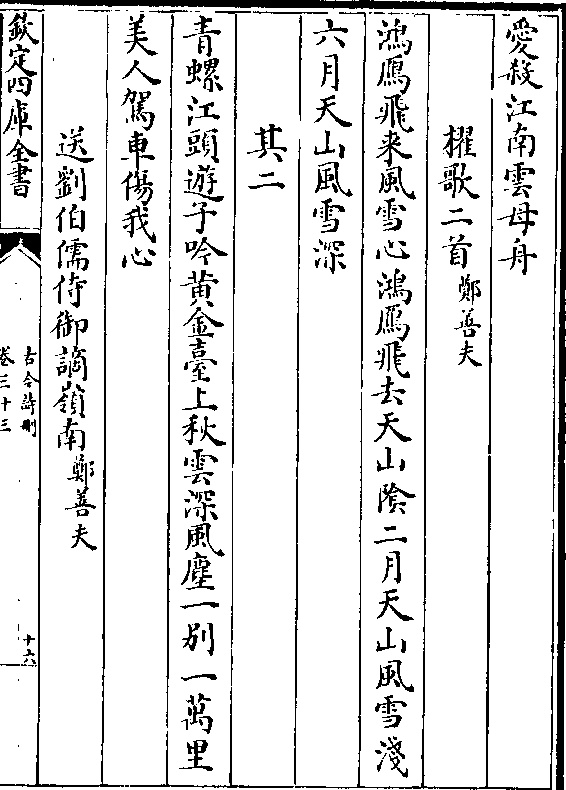 愛殺江南雲母舟
櫂歌二首鄭善夫
鴻鴈飛来風雪心鴻鴈飛去天山隂二月天山風雪淺
六月天山風雪深
其二
青螺江頭遊子吟黄金臺上秋雲深風塵一别一萬里
美人駕車傷我心
送劉伯儒侍御謫嶺南鄭善夫
欽定四庫全書
古今詩刪
卷三十三
十六